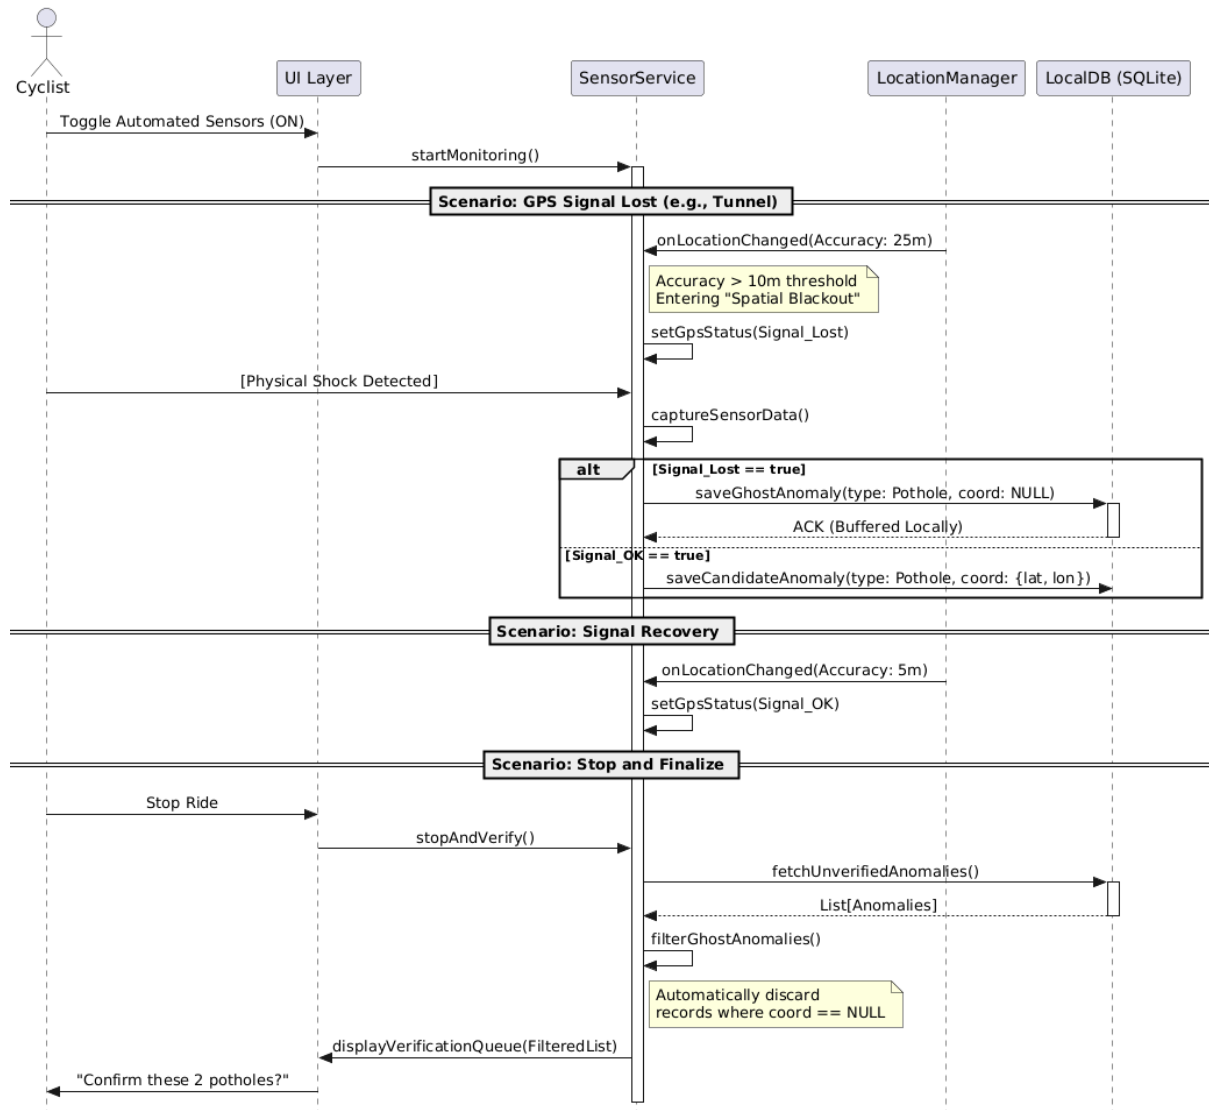 Cyclist
UI Layer
SensorService
LocationManager
LocalDB (SQLite)
Toggle Automated Sensors (ON)
startMonitoring()
Scenario: GPS Signal Lost (e.g., Tunnel)
onLocationChanged(Accuracy: 25m)
Accuracy > 10m threshold
Entering "Spatial Blackout"
setGpsStatus(Signal_Lost)
[Physical Shock Detected]
captureSensorData()
alt
[Signal_Lost == true]
saveGhostAnomaly(type: Pothole, coord: NULL)
ACK (Buffered Locally)
[Signal_OK == true]
saveCandidateAnomaly(type: Pothole, coord: {lat, lon})
Scenario: Signal Recovery
onLocationChanged(Accuracy: 5m)
setGpsStatus(Signal_OK)
Scenario: Stop and Finalize
Stop Ride
stopAndVerify()
fetchUnverifiedAnomalies()
List[Anomalies]
filterGhostAnomalies()
Automatically discard
records where coord == NULL
displayVerificationQueue(FilteredList)
"Confirm these 2 potholes?"